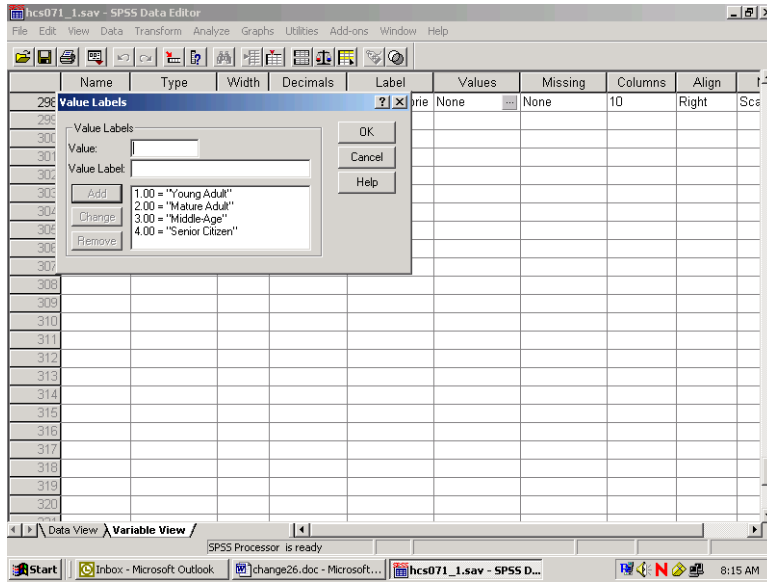 hcs071_1.sav - SPSS Data Editor
File Edit View Data Transform Analyze Graphs Utilities Add-ons Window Help
Name Type Width Decimals Label Values Missing Columns Align
298 Value Labels orie None ... None 10 Right Sca
299
300 Value Labels OK
301 Value: Cancel
302 Value Label: Help
303 Add 1.00 = "Young Adult"
304 Change 2.00 = "Mature Adult"
305 3.00 = "Middle-Age"
306 Remove 4.00 = "Senior Citizen"
307
308
309
310
311
312
313
314
315
316
317
318
319
320
Data View Variable View
SPSS Processor is ready
Start Inbox - Microsoft Outlook change26.doc - Microsoft... hcs071_1.sav - SPSS D... N 8:15 AM